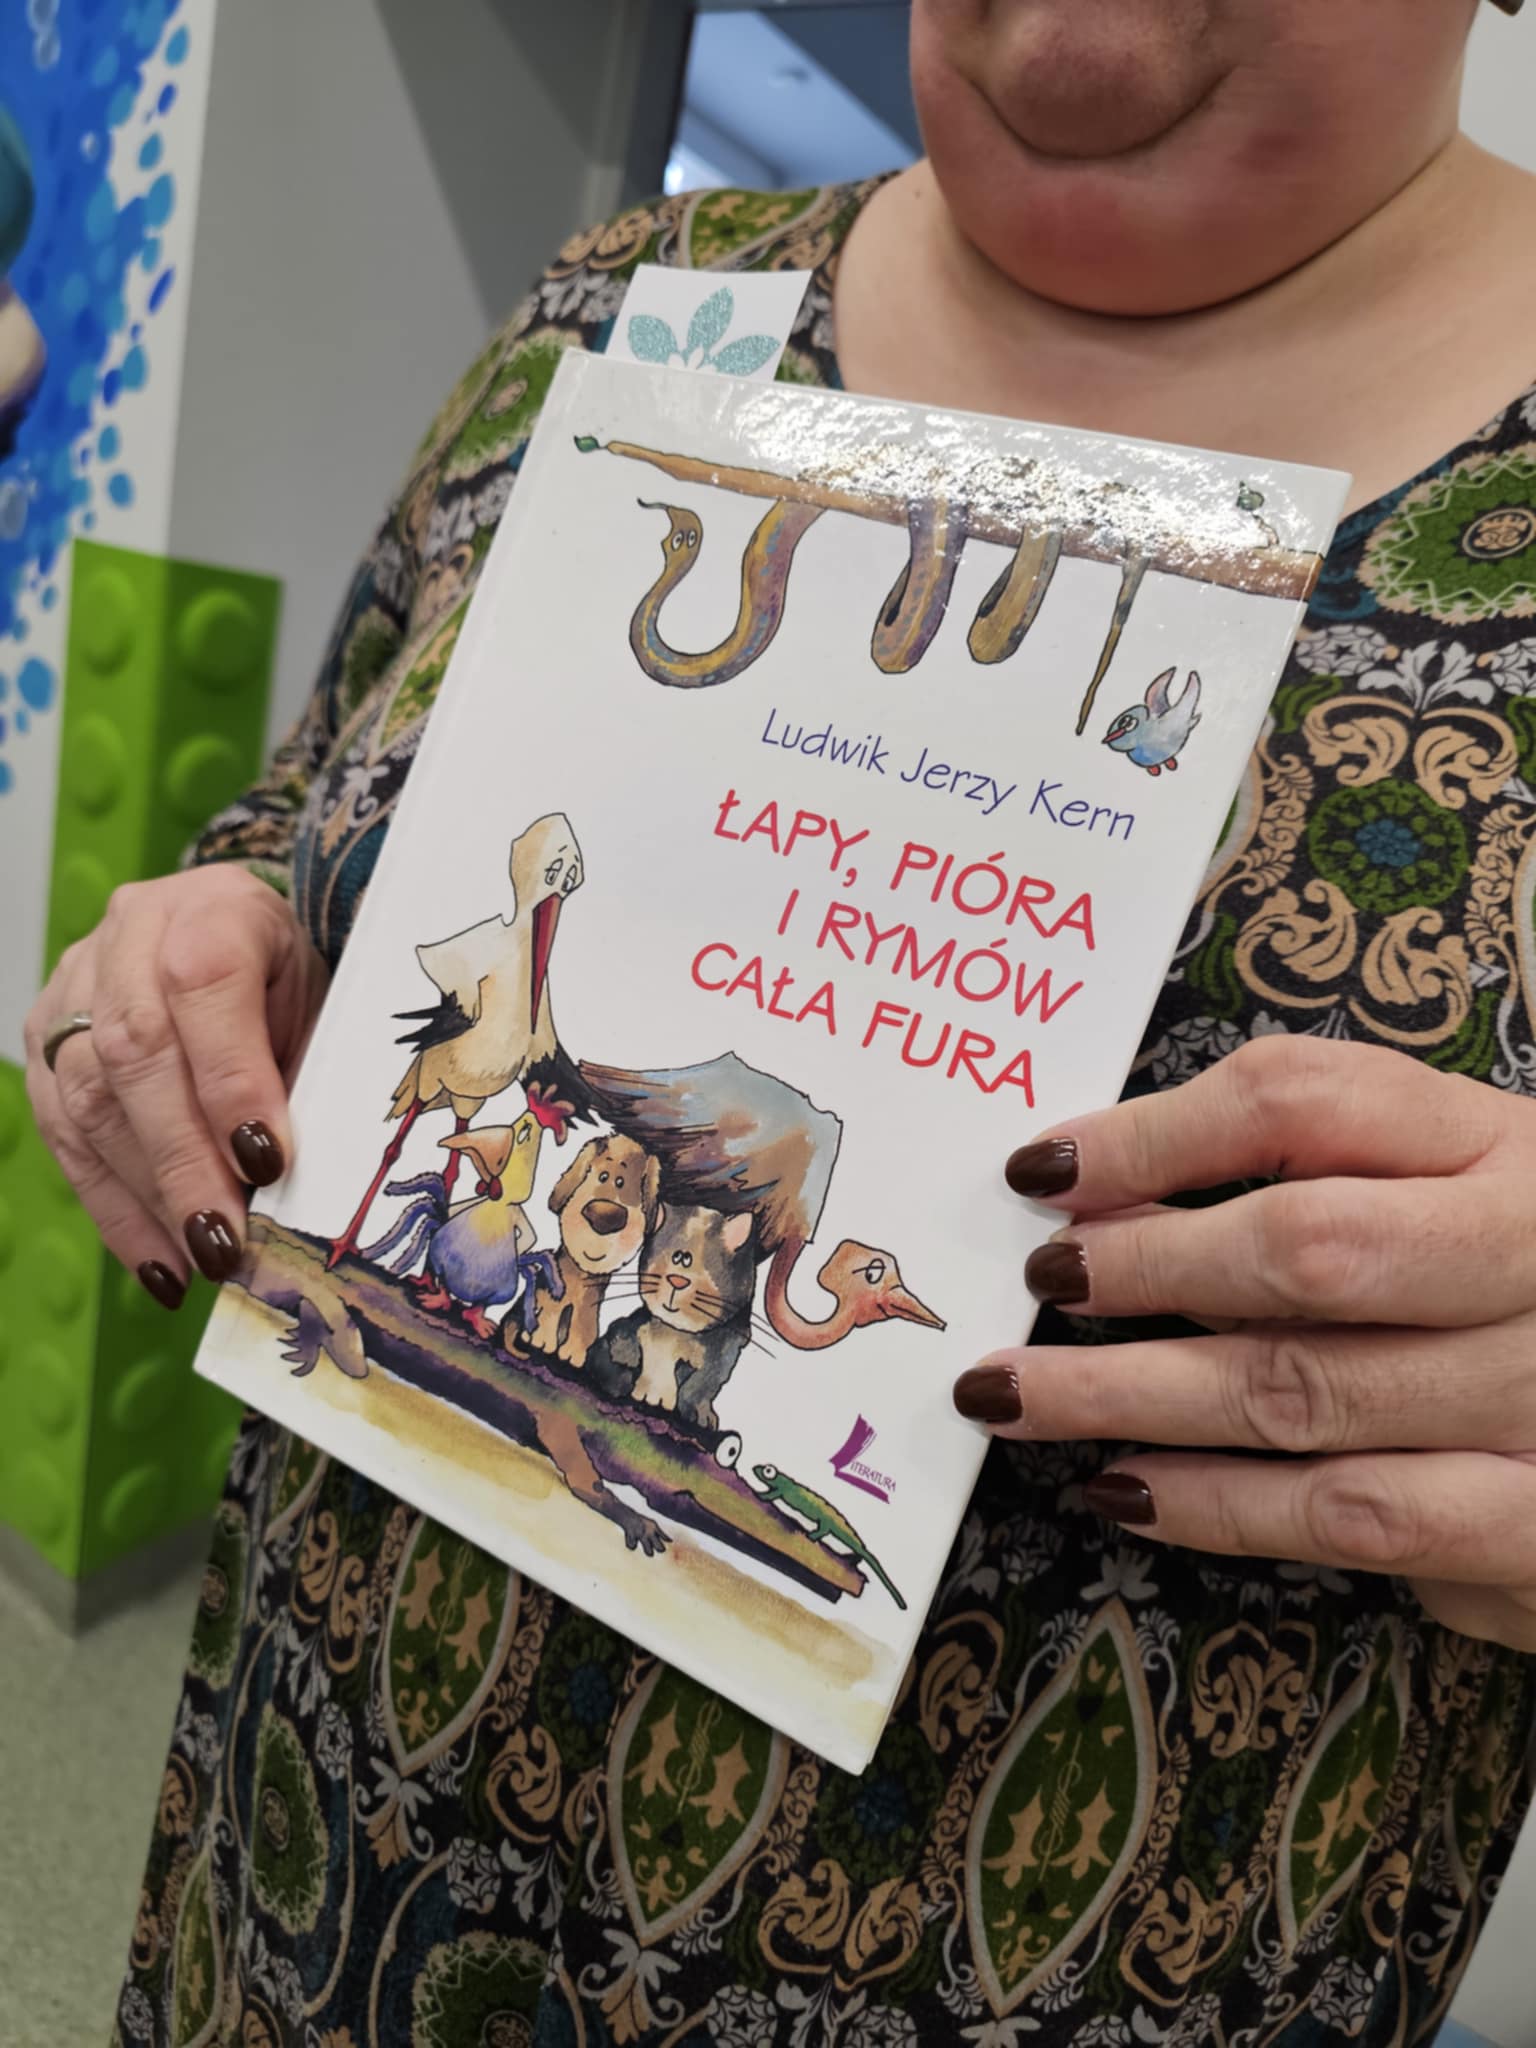 Ludwik Jerzy Kern
ŁAPY, PIÓRA
I RYMÓW
CAŁA FURA
LITERATURA